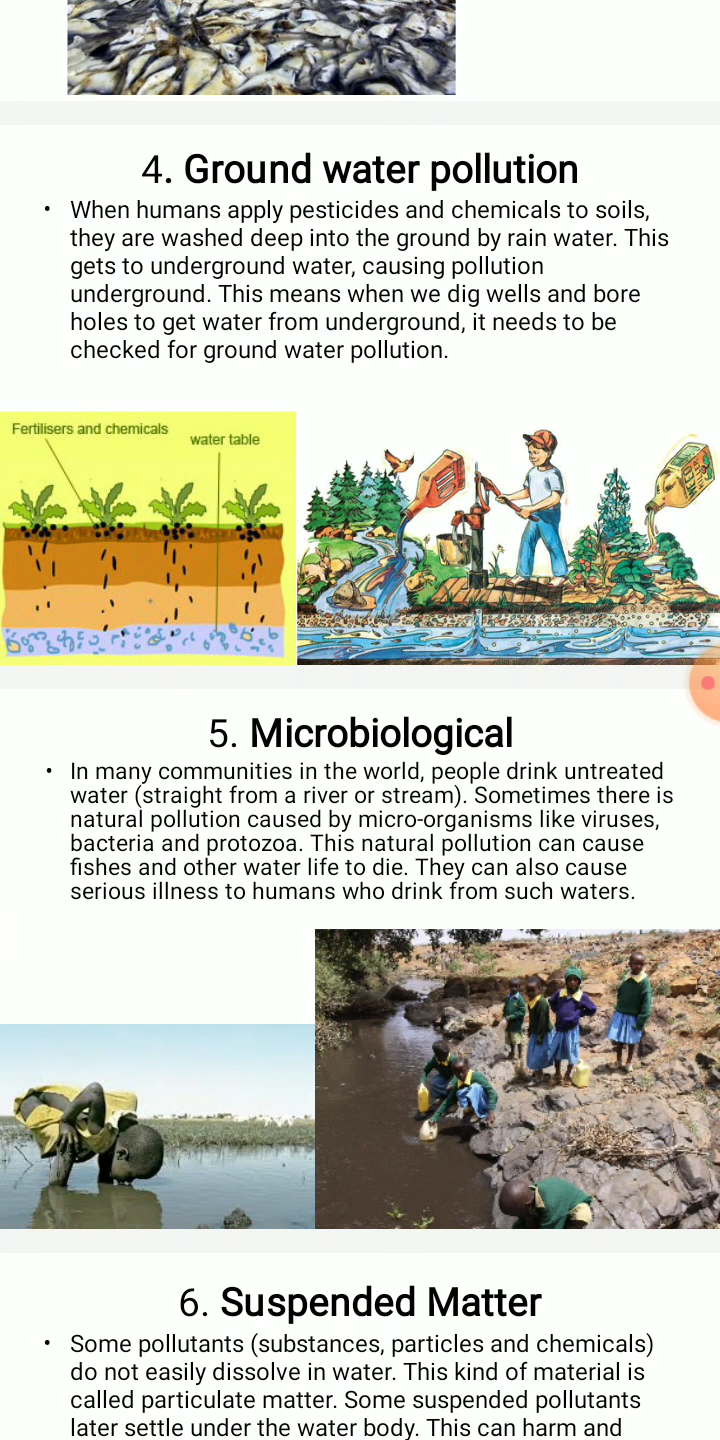 4. Ground water pollution
• When humans apply pesticides and chemicals to soils,
they are washed deep into the ground by rain water. This
gets to underground water, causing pollution
underground. This means when we dig wells and bore
holes to get water from underground, it needs to be
checked for ground water pollution.
Fertilisers and chemicals
water table
5. Microbiological
• In many communities in the world, people drink untreated
water (straight from a river or stream). Sometimes there is
natural pollution caused by micro-organisms like viruses,
bacteria and protozoa. This natural pollution can cause
fishes and other water life to die. They can also cause
serious illness to humans who drink from such waters.
6. Suspended Matter
• Some pollutants (substances, particles and chemicals)
do not easily dissolve in water. This kind of material is
called particulate matter. Some suspended pollutants
later settle under the water body. This can harm and